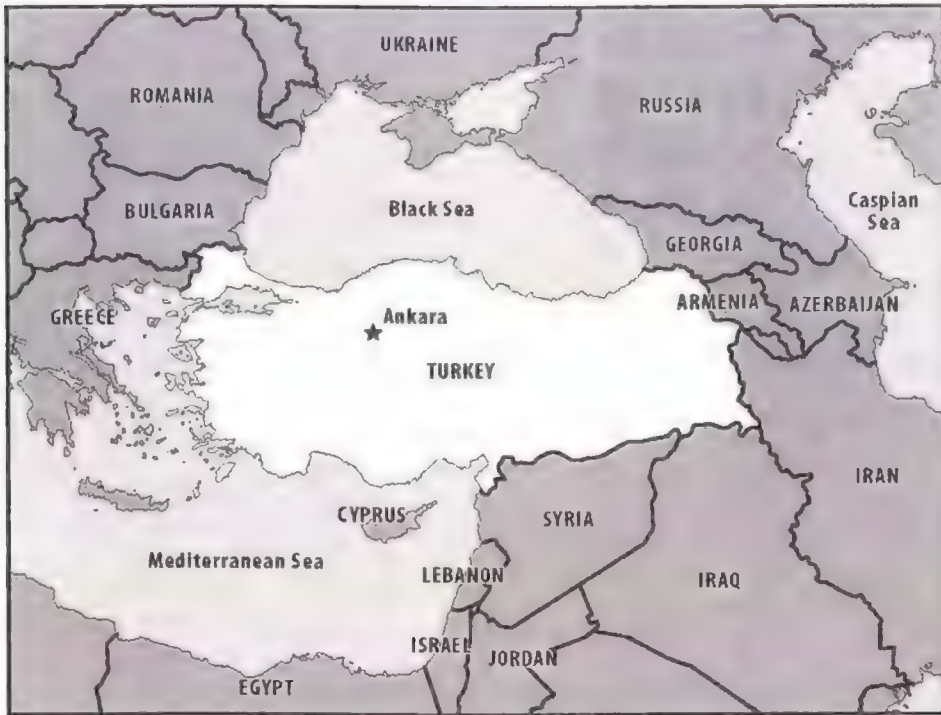 UKRAINE
ROMANIA
RUSSIA
BULGARIA
Black Sea
Caspian
Sea
GEORGIA
GREECE
ARMENIA
AZERBAIJAN
Ankara
TURKEY
IRAN
CYPRUS
SYRIA
Mediterranean Sea
LEBANON
IRAQ
ISRAEL
JORDAN
EGYPT